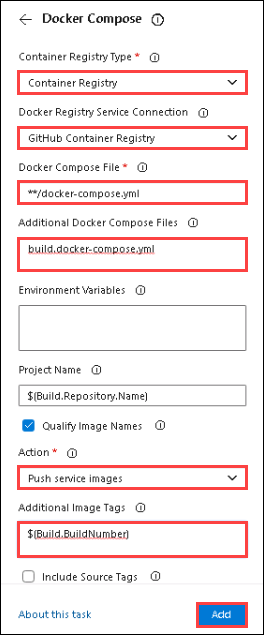 Docker Compose
Container Registry Type *
Container Registry
Docker Registry Service Connection
GitHub Container Registry
Docker Compose File *
**/docker-compose.yml
Additional Docker Compose Files
build.docker-compose.yml
Environment Variables
Project Name
$(Build.Repository.Name)
Qualify Image Names
Action *
Push service images
Additional Image Tags
$(Build.BuildNumber)
Include Source Tags
About this task
Add